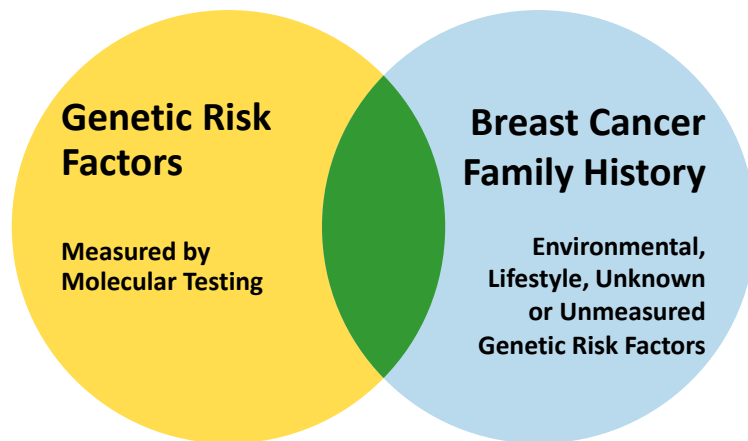 Genetic Risk
Factors
Measured by
Molecular Testing
Breast Cancer
Family History
Environmental,
Lifestyle, Unknown
or Unmeasured
Genetic Risk Factors